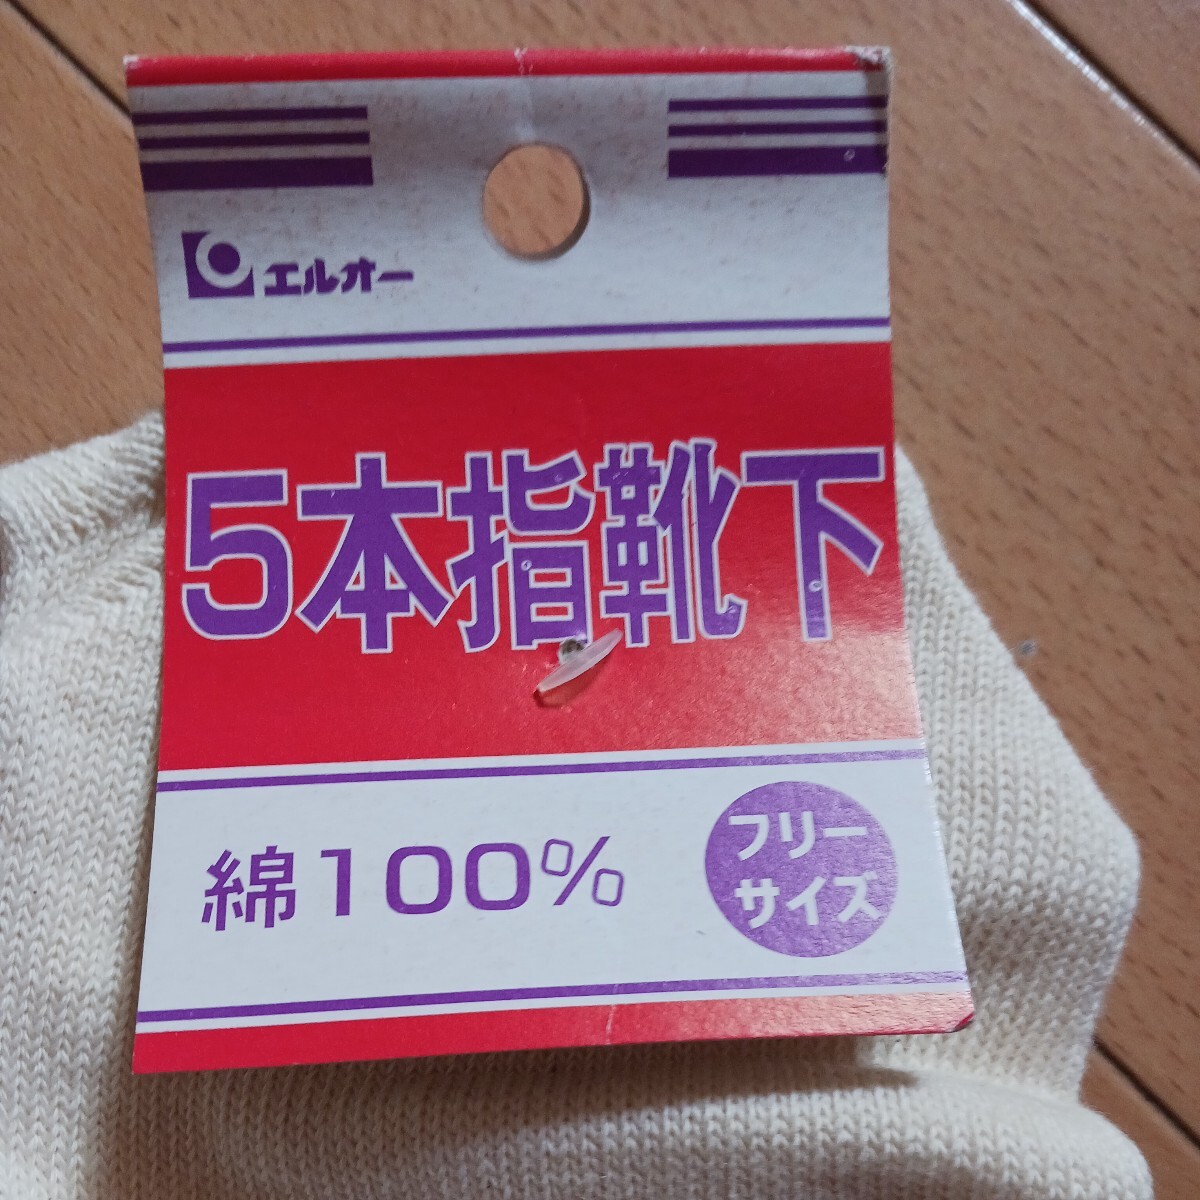 エルオー
5本指靴下
綿100%
フリー
サイズ